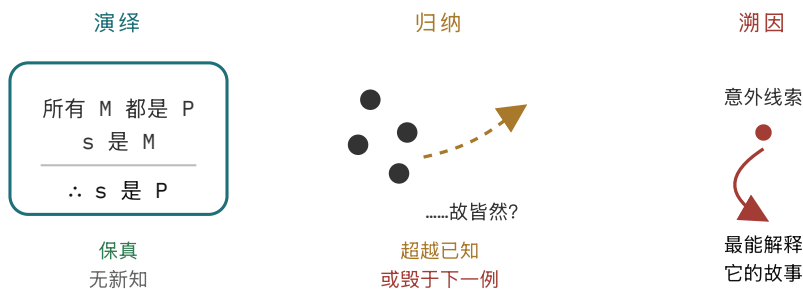 演绎
所有 M 都是 P
s 是 M
∴ s 是 P
保真
无新知
归纳
……故皆然?
超越已知
或毁于下一例
溯因
意外线索
最能解释
它的故事